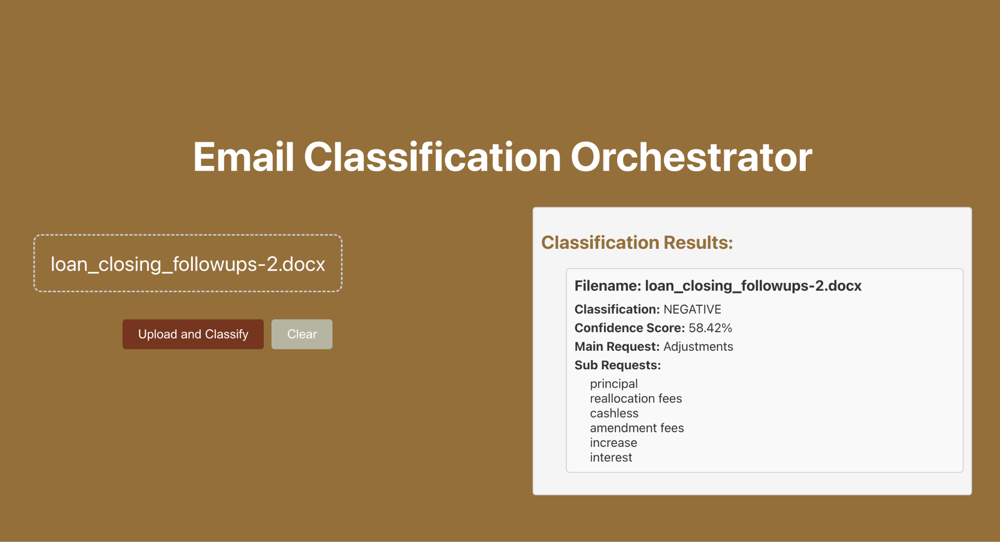 Email Classification Orchestrator
loan_closing_followups-2.docx
Upload and Classify
Clear
Classification Results:
Filename: loan_closing_followups-2.docx
Classification: NEGATIVE
Confidence Score: 58.42%
Main Request: Adjustments
Sub Requests:
principal
reallocation fees
cashless
amendment fees
increase
interest